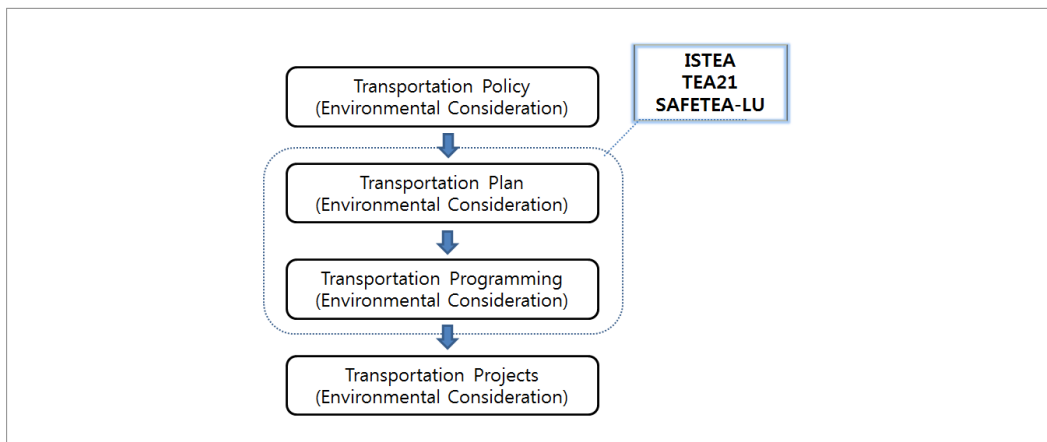 ISTEA
TEA21
SAFETEA-LU
Transportation Policy
(Environmental Consideration)
Transportation Plan
(Environmental Consideration)
Transportation Programming
(Environmental Consideration)
Transportation Projects
(Environmental Consideration)